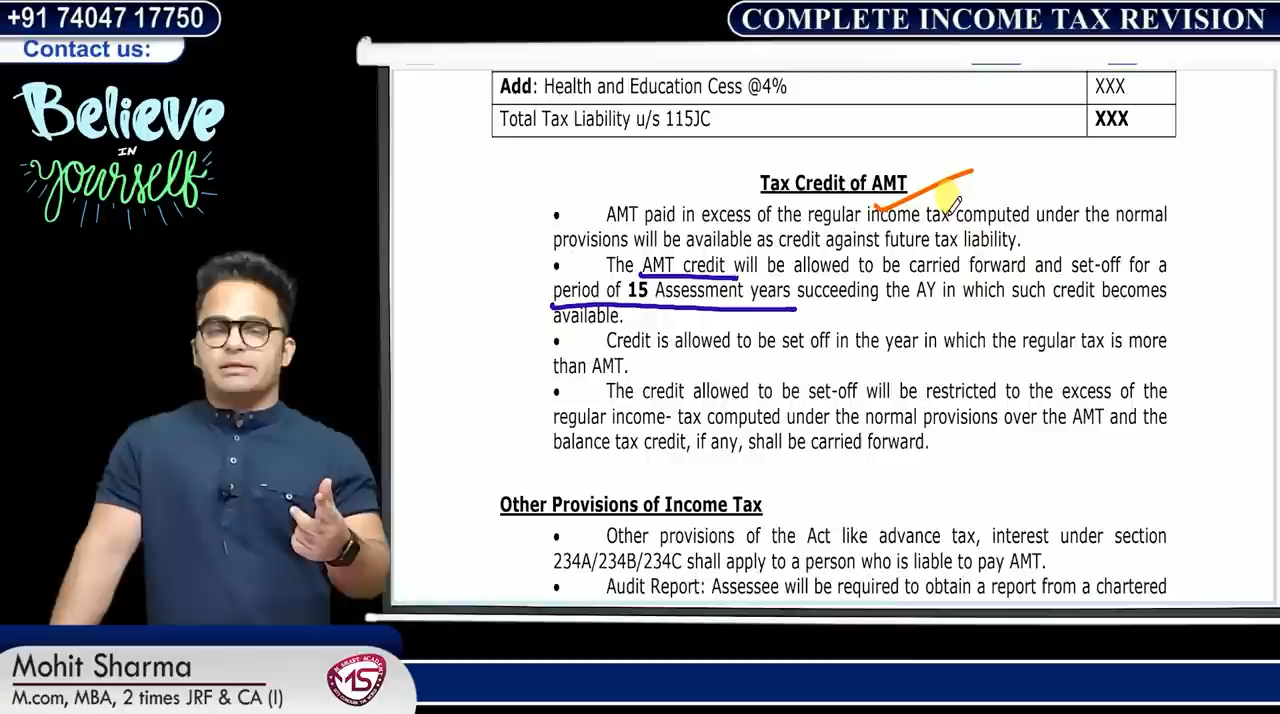 +91 74047 17750
Contact us:
COMPLETE INCOME TAX REVISION
Believe
IN
yourself
Add: Health and Education Cess @4% XXX
Total Tax Liability u/s 115JC XXX
Tax Credit of AMT
• AMT paid in excess of the regular income tax computed under the normal
provisions will be available as credit against future tax liability.
• The AMT credit will be allowed to be carried forward and set-off for a
period of 15 Assessment years succeeding the AY in which such credit becomes
available.
• Credit is allowed to be set off in the year in which the regular tax is more
than AMT.
• The credit allowed to be set-off will be restricted to the excess of the
regular income- tax computed under the normal provisions over the AMT and the
balance tax credit, if any, shall be carried forward.
Other Provisions of Income Tax
• Other provisions of the Act like advance tax, interest under section
234A/234B/234C shall apply to a person who is liable to pay AMT.
• Audit Report: Assessee will be required to obtain a report from a chartered
Mohit Sharma
M.com, MBA, 2 times JRF & CA (I)
M SMART ACADEMY
MS